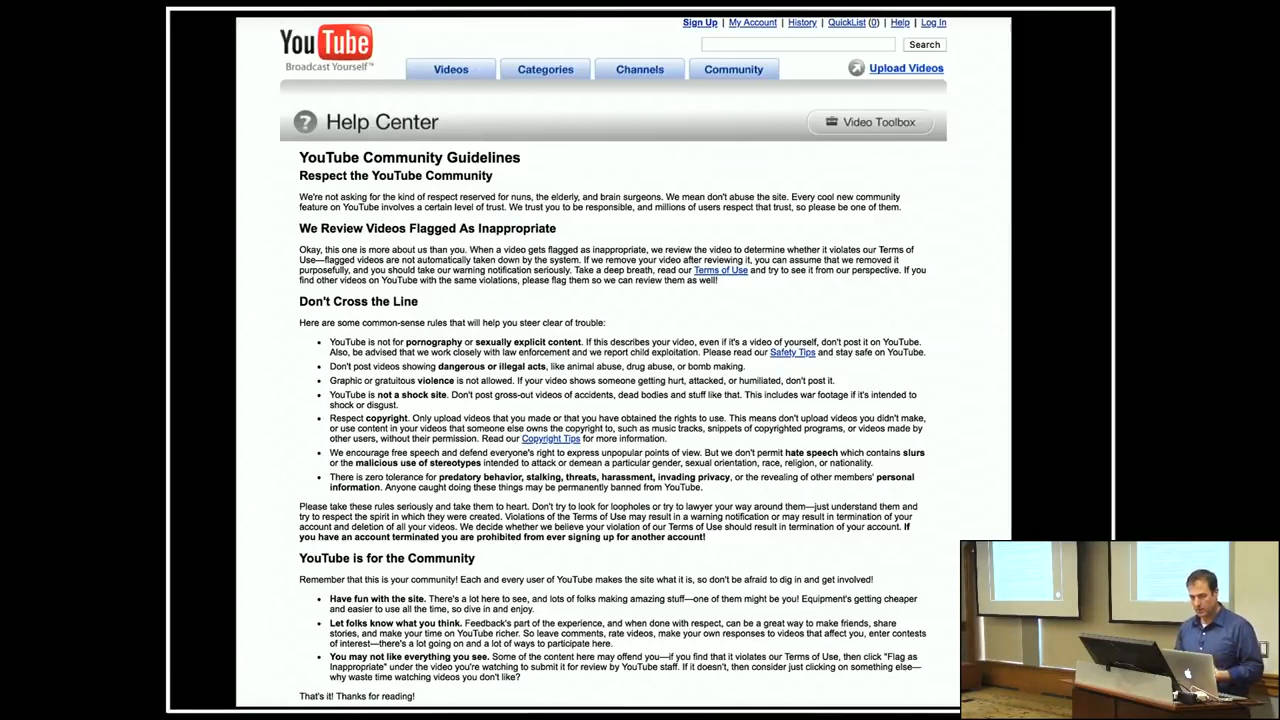 Sign Up | My Account | History | QuickList (0) | Help | Log In
YouTube
Broadcast Yourself™
Search
Videos
Categories
Channels
Community
Upload Videos
Help Center
Video Toolbox
YouTube Community Guidelines
Respect the YouTube Community
We're not asking for the kind of respect reserved for nuns, the elderly, and brain surgeons. We mean don't abuse the site. Every cool new community
feature on YouTube involves a certain level of trust. We trust you to be responsible, and millions of users respect that trust, so please be one of them.
We Review Videos Flagged As Inappropriate
Okay, this one is more about us than you. When a video gets flagged as inappropriate, we review the video to determine whether it violates our Terms of
Use—flagged videos are not automatically taken down by the system. If we remove your video after reviewing it, you can assume that we removed it
purposefully, and you should take our warning notification seriously. Take a deep breath, read our Terms of Use and try to see it from our perspective. If you
find other videos on YouTube with the same violations, please flag them so we can review them as well!
Don't Cross the Line
Here are some common-sense rules that will help you steer clear of trouble:
• YouTube is not for pornography or sexually explicit content. If this describes your video, even if it's a video of yourself, don't post it on YouTube.
Also, be advised that we work closely with law enforcement and we report child exploitation. Please read our Safety Tips and stay safe on YouTube.
• Don't post videos showing dangerous or illegal acts, like animal abuse, drug abuse, or bomb making.
• Graphic or gratuitous violence is not allowed. If your video shows someone getting hurt, attacked, or humiliated, don't post it.
• YouTube is not a shock site. Don't post gross-out videos of accidents, dead bodies and stuff like that. This includes war footage if it's intended to
shock or disgust.
• Respect copyright. Only upload videos that you made or that you have obtained the rights to use. This means don't upload videos you didn't make,
or use content in your videos that someone else owns the copyright to, such as music tracks, snippets of copyrighted programs, or videos made by
other users, without their permission. Read our Copyright Tips for more information.
• We encourage free speech and defend everyone's right to express unpopular points of view. But we don't permit hate speech which contains slurs
or the malicious use of stereotypes intended to attack or demean a particular gender, sexual orientation, race, religion, or nationality.
• There is zero tolerance for predatory behavior, stalking, threats, harassment, invading privacy, or the revealing of other members' personal
information. Anyone caught doing these things may be permanently banned from YouTube.
Please take these rules seriously and take them to heart. Don't try to look for loopholes or try to lawyer your way around them—just understand them and
try to respect the spirit in which they were created. Violations of the Terms of Use may result in a warning notification or may result in termination of your
account and deletion of all your videos. We decide whether we believe your violation of our Terms of Use should result in termination of your account. If
you have an account terminated you are prohibited from ever signing up for another account!
YouTube is for the Community
Remember that this is your community! Each and every user of YouTube makes the site what it is, so don't be afraid to dig in and get involved!
• Have fun with the site. There's a lot here to see, and lots of folks making amazing stuff—one of them might be you! Equipment's getting cheaper
and easier to use all the time, so dive in and enjoy.
• Let folks know what you think. Feedback's part of the experience, and when done with respect, can be a great way to make friends, share
stories, and make your time on YouTube richer. So leave comments, rate videos, make your own responses to videos that affect you, enter contests
of interest—there's a lot going on and a lot of ways to participate here.
• You may not like everything you see. Some of the content here may offend you—if you find that it violates our Terms of Use, then click "Flag as
Inappropriate" under the video you're watching to submit it for review by YouTube staff. If it doesn't, then consider just clicking on something else—
why waste time watching videos you don't like?
That's it! Thanks for reading!